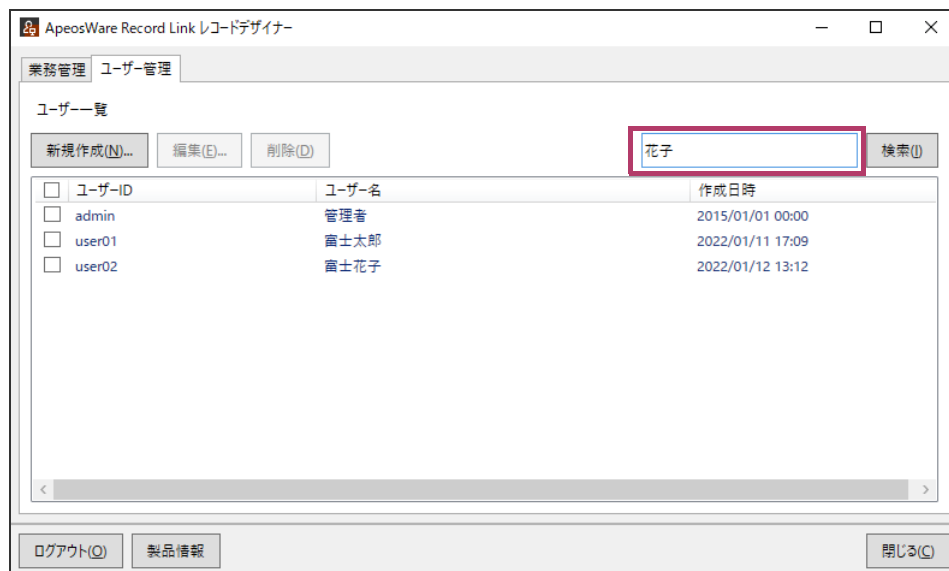 ApeosWare Record Link レコードデザイナー
業務管理 ユーザー管理
ユーザー一覧
新規作成(N)... 編集(E)... 削除(D) 花子 検索(I)
ユーザーID ユーザー名 作成日時
admin 管理者 2015/01/01 00:00
user01 富士太郎 2022/01/11 17:09
user02 富士花子 2022/01/12 13:12
ログアウト(O) 製品情報 閉じる(C)